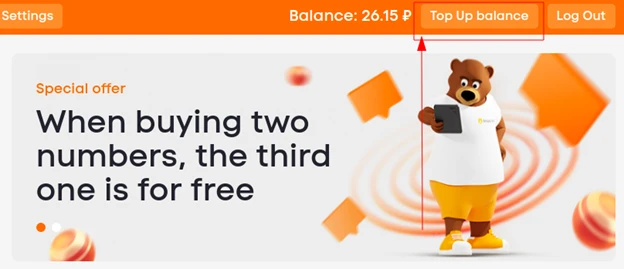 Settings
Balance: 26.15 ₽
Top Up balance
Log Out
Special offer
When buying two
numbers, the third
one is for free